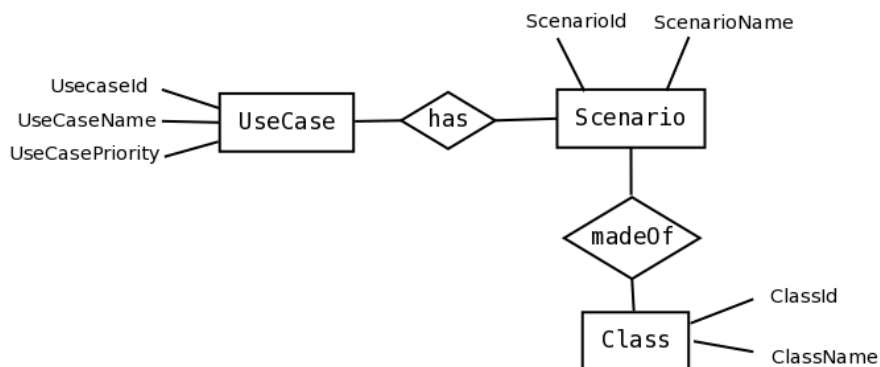 ScenarioId
ScenarioName
UsecaseId
UseCaseName
UseCasePriority
UseCase
has
Scenario
madeOf
ClassId
Class
ClassName